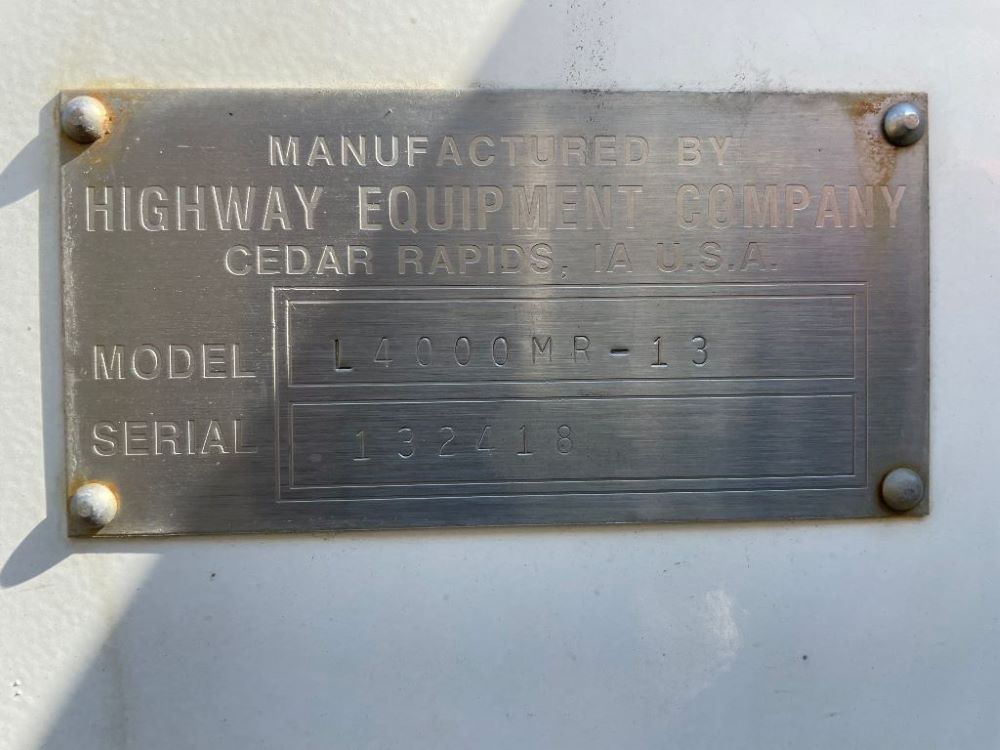 MANUFACTURED BY
HIGHWAY EQUIPMENT COMPANY
CEDAR RAPIDS, IA U.S.A.
MODEL L4000MR-13
SERIAL 132418